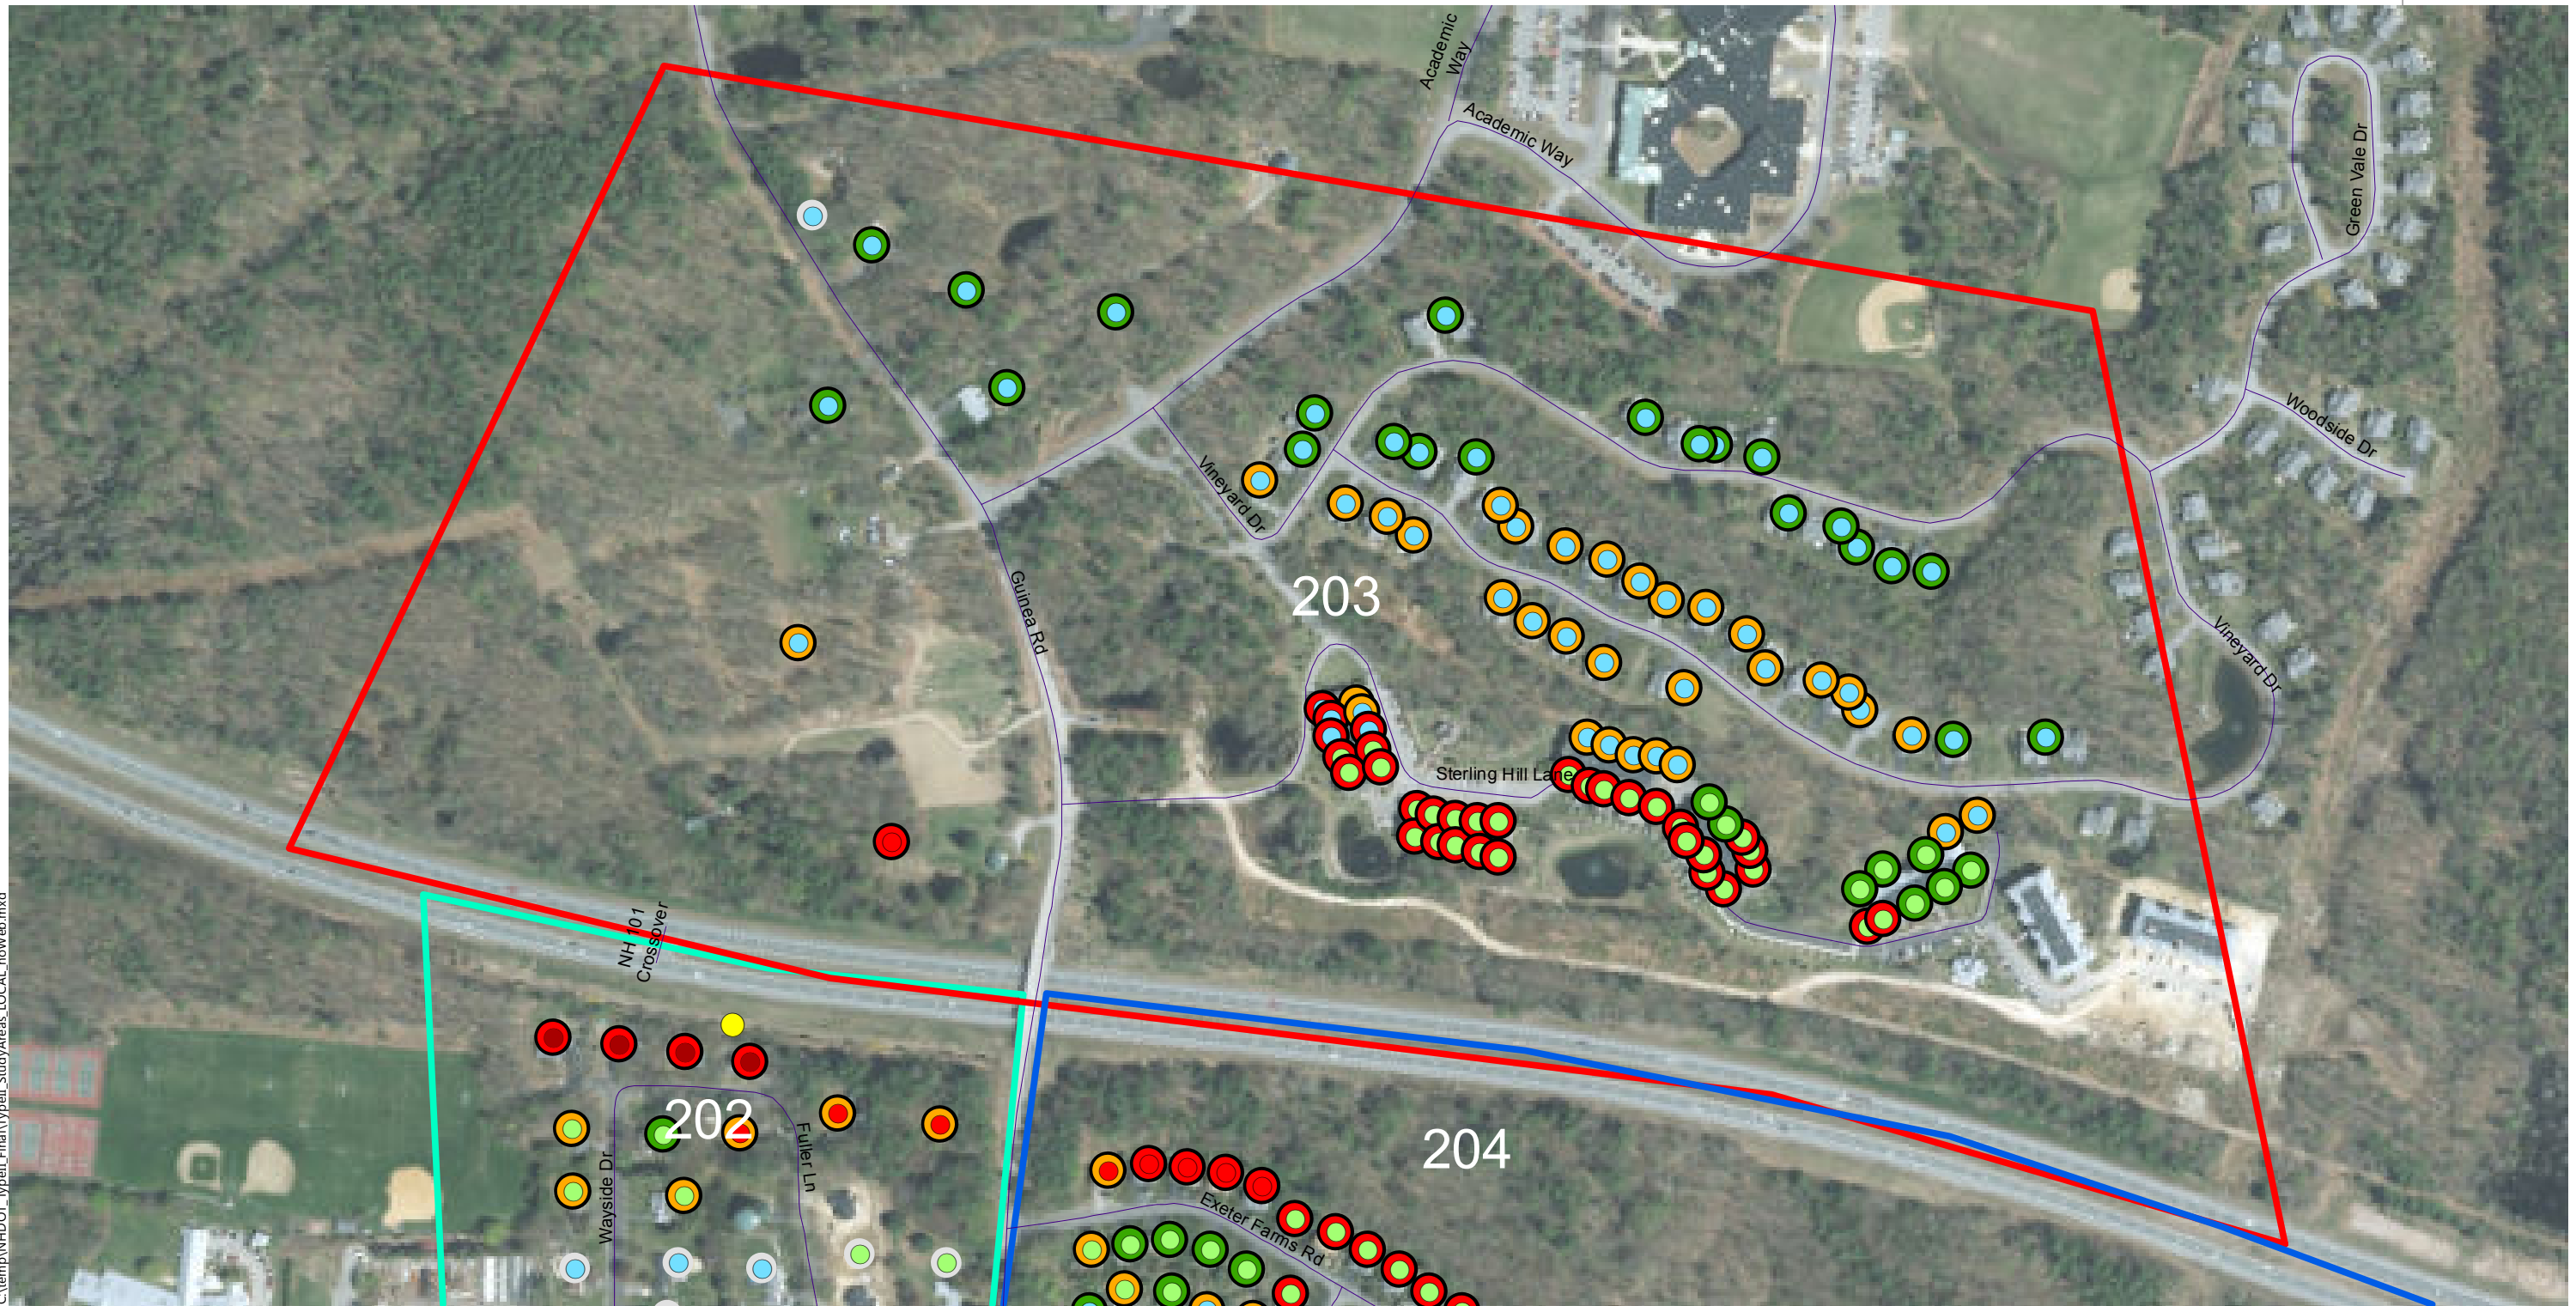 Academic
Way
Academic Way
Green Vale Dr
Woodside Dr
Vineyard Dr
Guinea Rd
203
Vineyard Dr
Sterling Hill Lane
NH 101
Crossover
202
Fuller Ln
Wayside Dr
204
Exeter Farms Rd